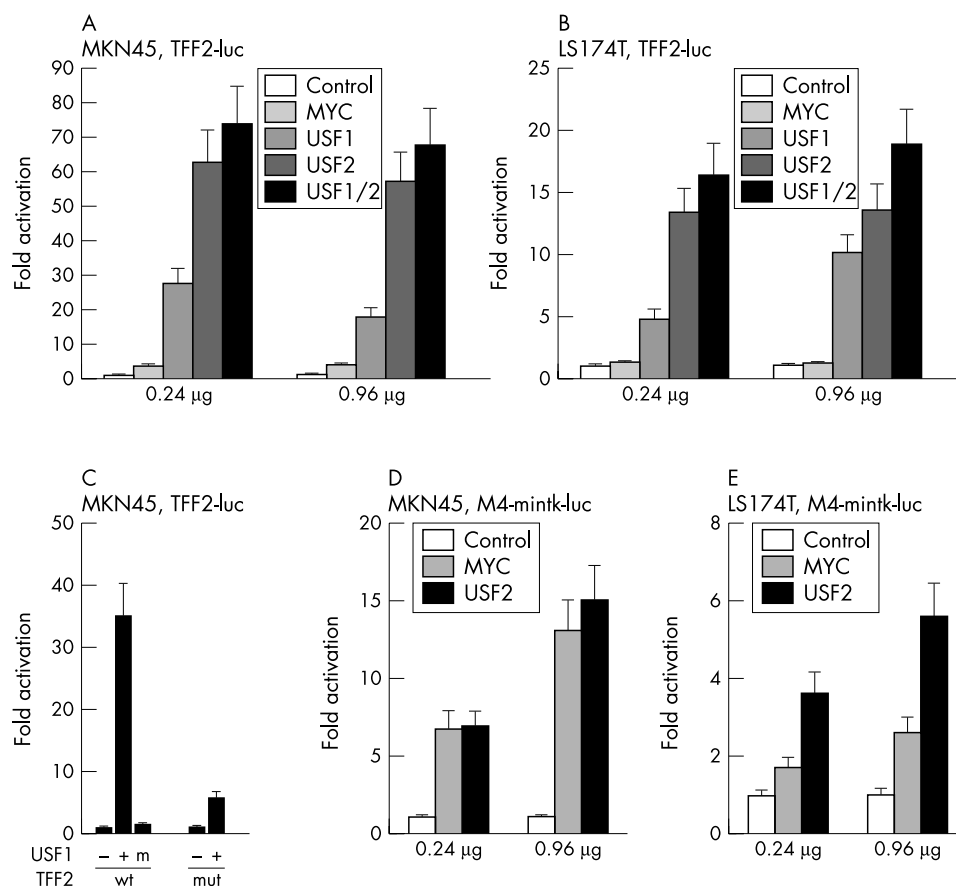 A
MKN45, TFF2-luc
Fold activation
90
80
70
60
50
40
30
20
10
0
Control
MYC
USF1
USF2
USF1/2
0.24 µg
0.96 µg
B
LS174T, TFF2-luc
Fold activation
25
20
15
10
5
0
Control
MYC
USF1
USF2
USF1/2
0.24 µg
0.96 µg
C
MKN45, TFF2-luc
Fold activation
50
40
30
20
10
0
USF1 – + m – +
TFF2 wt mut
D
MKN45, M4-mintk-luc
Fold activation
20
15
10
5
0
Control
MYC
USF2
0.24 µg
0.96 µg
E
LS174T, M4-mintk-luc
Fold activation
8
6
4
2
0
Control
MYC
USF2
0.24 µg
0.96 µg